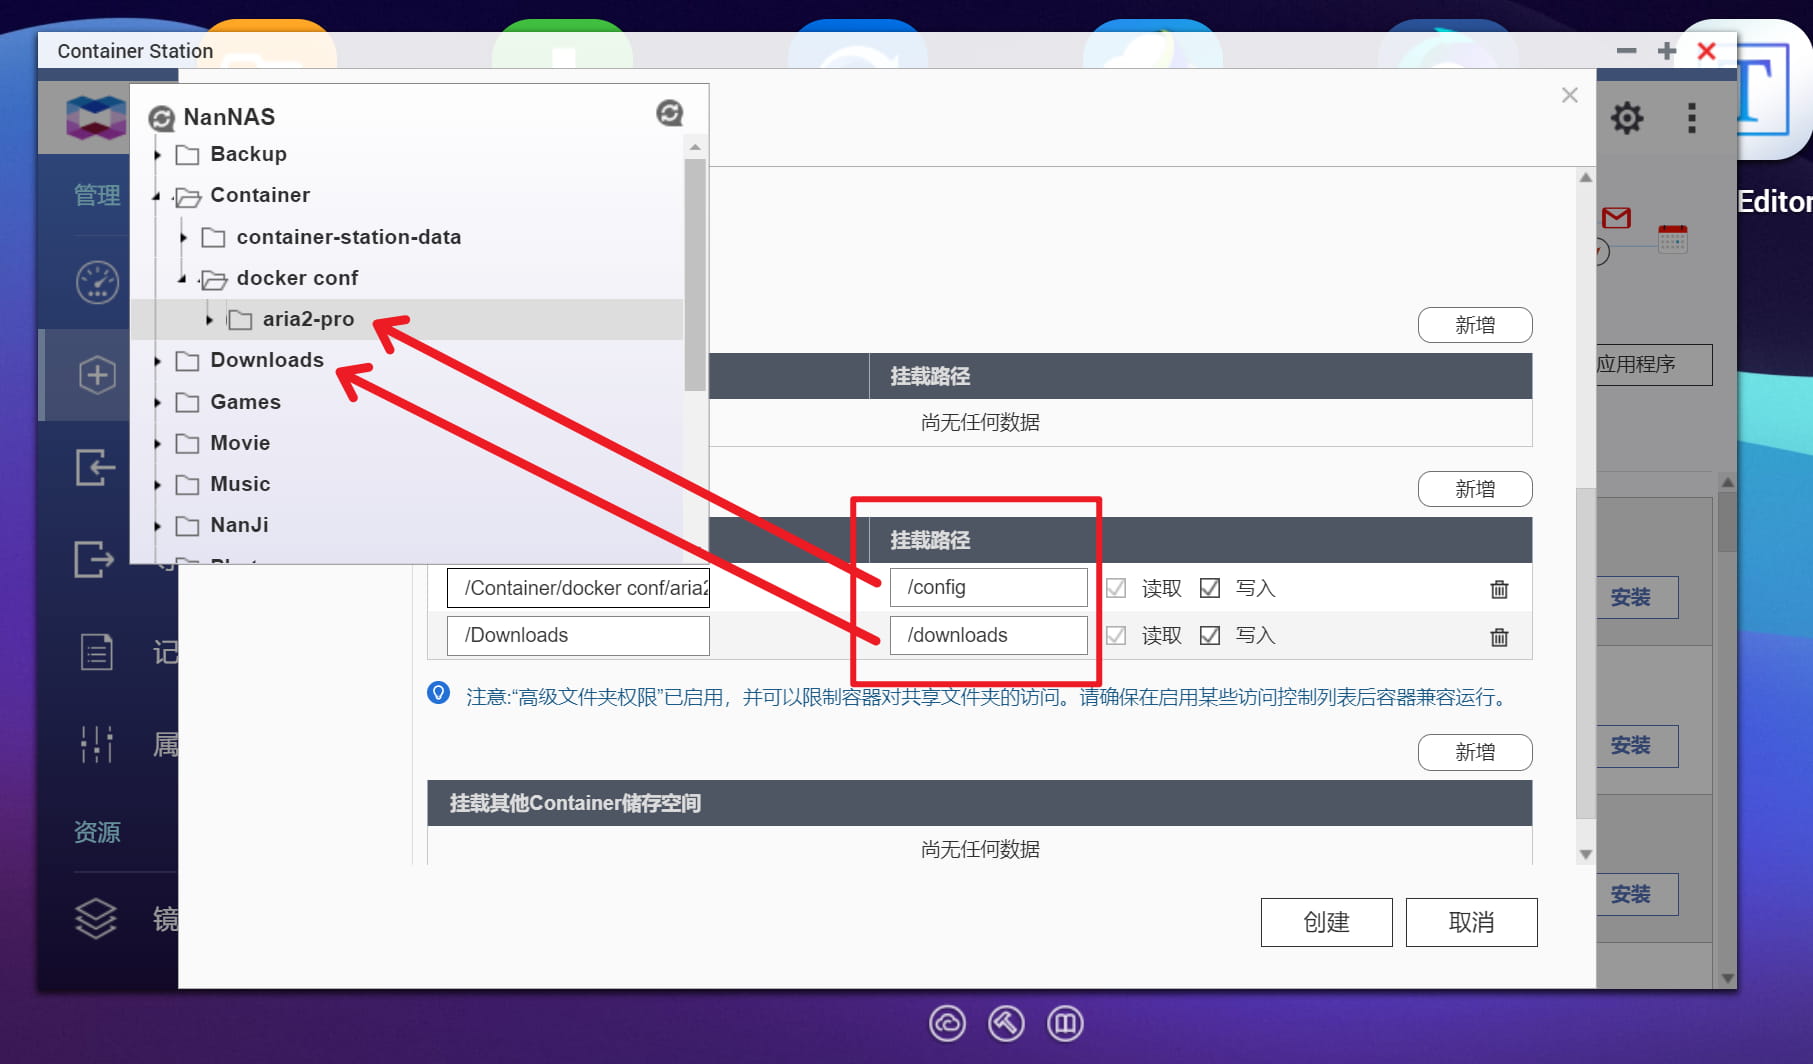 Container Station
NanNAS
Backup
Container
container-station-data
docker conf
aria2-pro
Downloads
Games
Movie
Music
NanJi
管理
记
属
资源
镜
Editor
应用程序
新增
挂载路径
尚无任何数据
新增
挂载路径
/Container/docker conf/aria2
/config
读取
写入
/Downloads
/downloads
读取
写入
注意:“高级文件夹权限”已启用，并可以限制容器对共享文件夹的访问。请确保在启用某些访问控制列表后容器兼容运行。
新增
挂载其他Container储存空间
尚无任何数据
创建
取消
安装
安装
安装